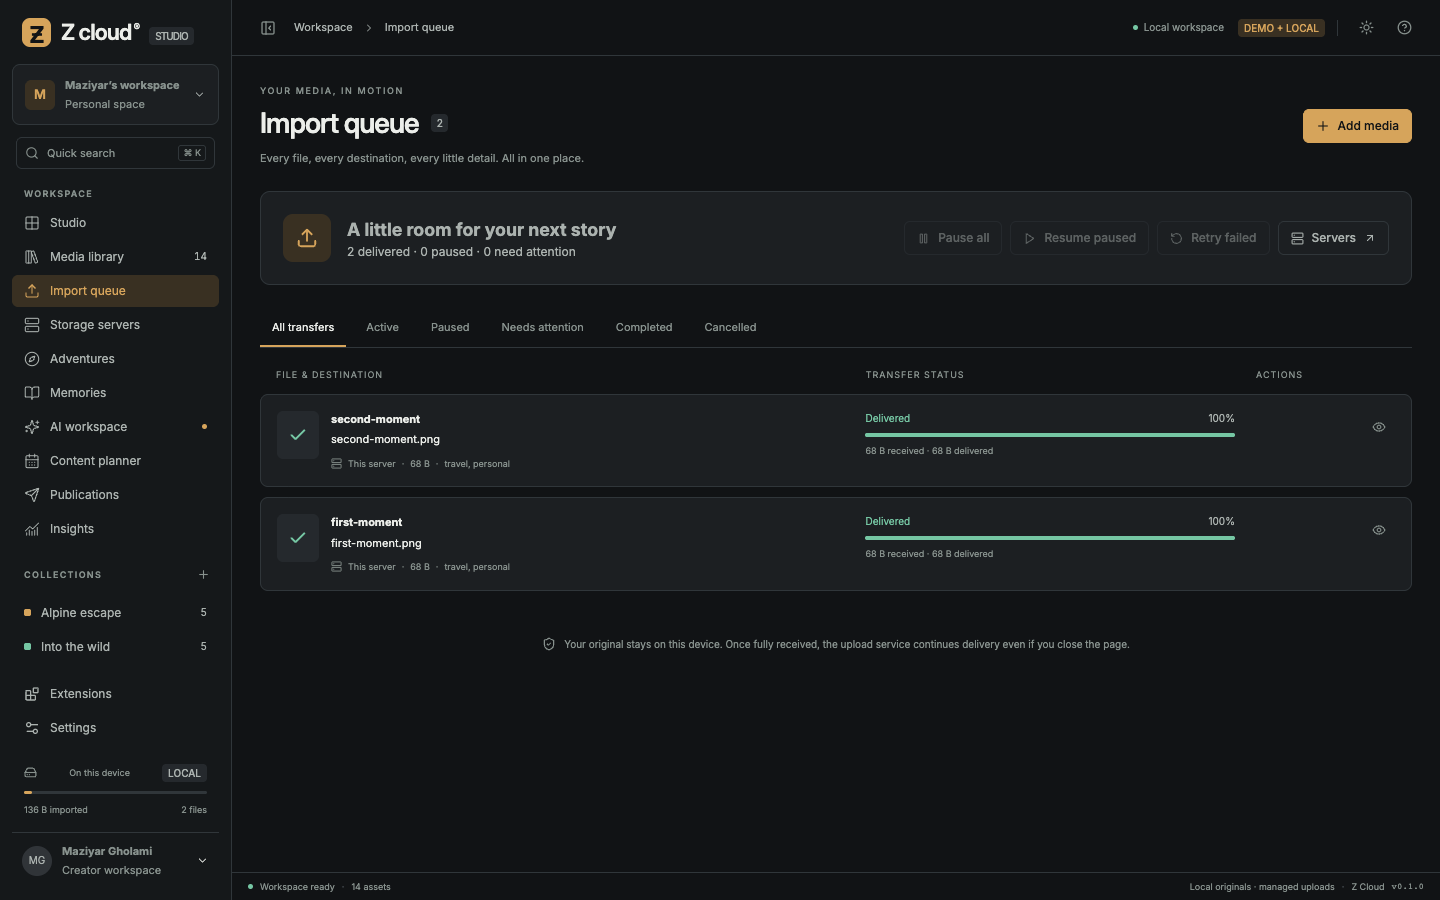 Z cloud® STUDIO
M
Maziyar's workspace
Personal space
Quick search ⌘ K
WORKSPACE
Studio
Media library 14
Import queue
Storage servers
Adventures
Memories
AI workspace
Content planner
Publications
Insights
COLLECTIONS
Alpine escape 5
Into the wild 5
Extensions
Settings
On this device LOCAL
136 B imported 2 files
MG
Maziyar Gholami
Creator workspace
Workspace > Import queue
Local workspace DEMO + LOCAL
YOUR MEDIA, IN MOTION
Import queue 2
Every file, every destination, every little detail. All in one place.
Add media
A little room for your next story
2 delivered · 0 paused · 0 need attention
Pause all Resume paused Retry failed Servers
All transfers Active Paused Needs attention Completed Cancelled
FILE & DESTINATION TRANSFER STATUS ACTIONS
second-moment
second-moment.png
This server · 68 B · travel, personal
Delivered 100%
68 B received · 68 B delivered
first-moment
first-moment.png
This server · 68 B · travel, personal
Delivered 100%
68 B received · 68 B delivered
Your original stays on this device. Once fully received, the upload service continues delivery even if you close the page.
Workspace ready · 14 assets
Local originals · managed uploads · Z Cloud v0.1.0